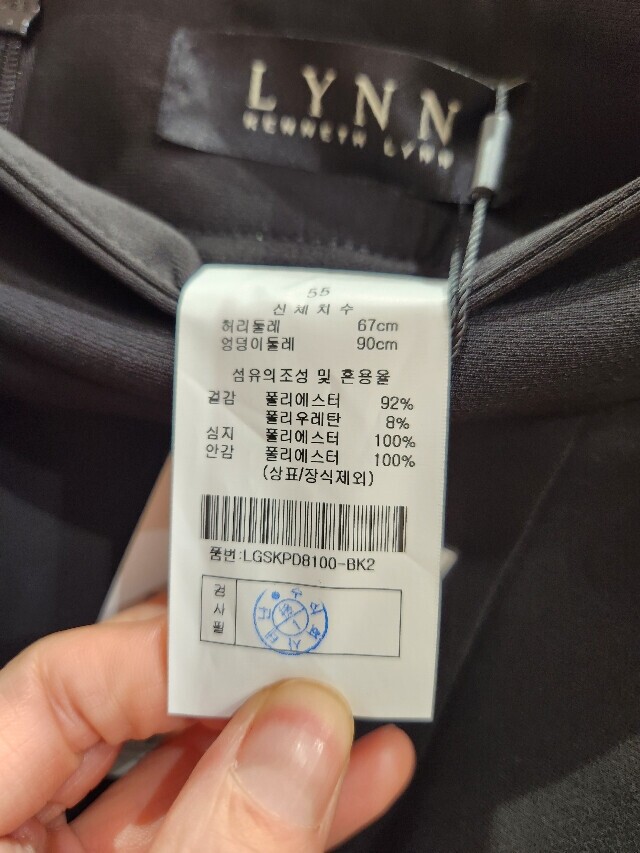 LYNN
KENNETH LYNN
55
신체치수
허리둘레 67cm
엉덩이둘레 90cm
섬유의조성 및 혼용율
겉감 폴리에스터 92%
폴리우레탄 8%
심지 폴리에스터 100%
안감 폴리에스터 100%
(상표/장식제외)
품번:LGSKPD8100-BK2
검사필